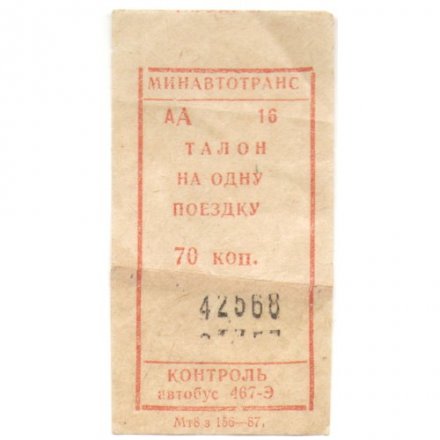 МИНАВТОТРАНС
АА 16
ТАЛОН
НА ОДНУ
ПОЕЗДКУ
70 коп.
42568
КОНТРОЛЬ
автобус 467-Э
Мтб з 156—87.